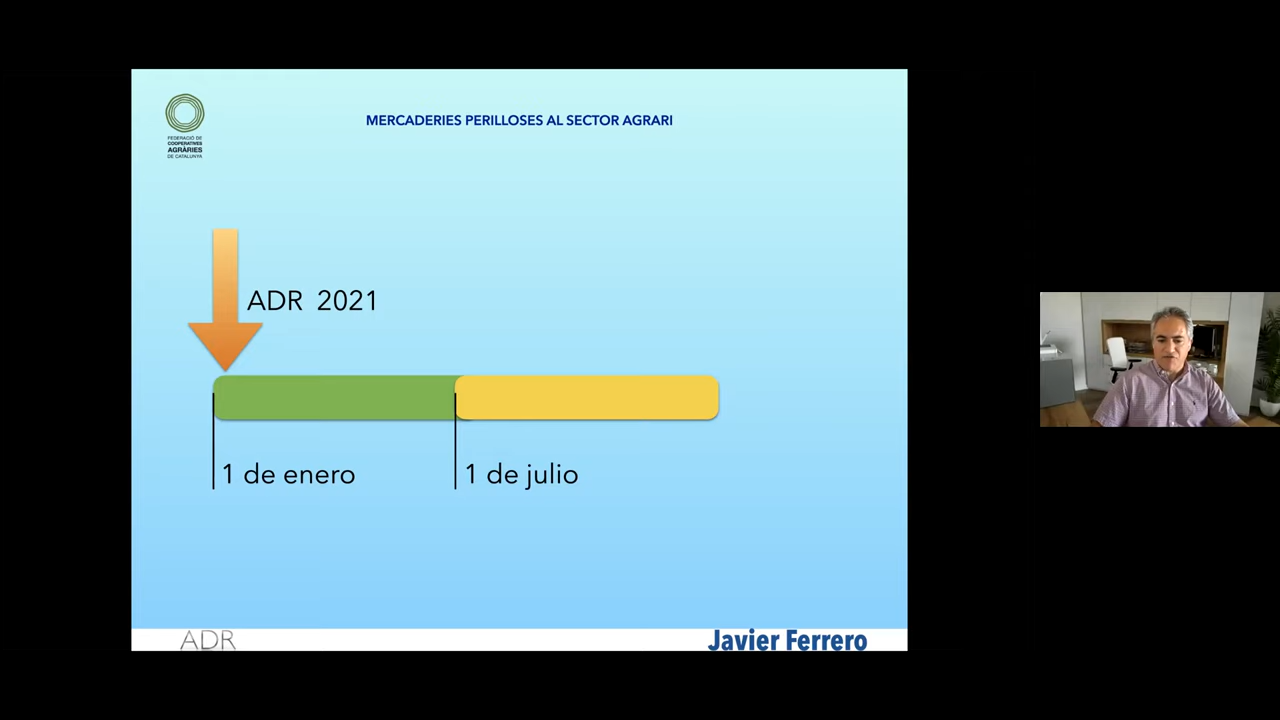 FEDERACIÓ DE
COOPERATIVES
AGRÀRIES
DE CATALUNYA
MERCADERIES PERILLOSES AL SECTOR AGRARI
ADR 2021
1 de enero
1 de julio
ADR
Javier Ferrero